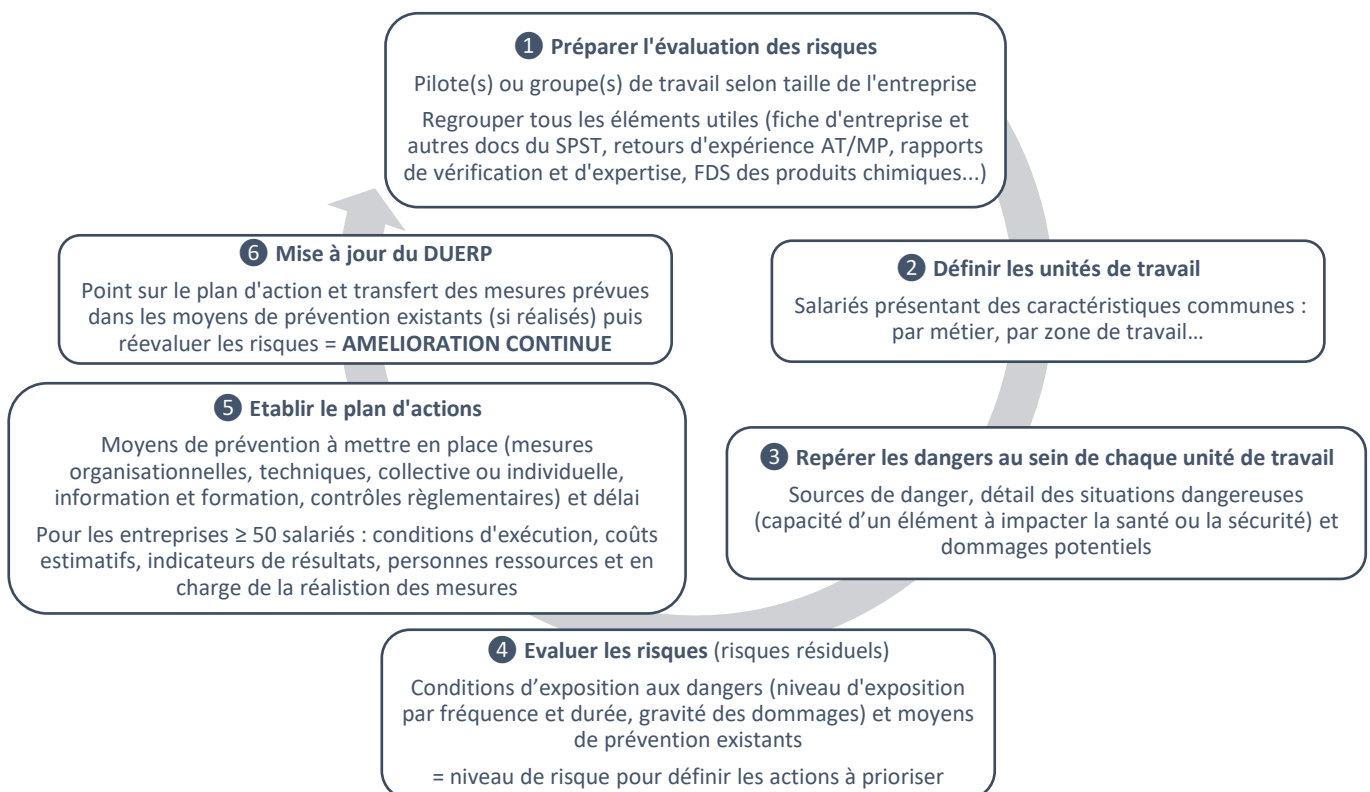 ❶ Préparer l'évaluation des risques
Pilote(s) ou groupe(s) de travail selon taille de l'entreprise
Regrouper tous les éléments utiles (fiche d'entreprise et
autres docs du SPST, retours d'expérience AT/MP, rapports
de vérification et d'expertise, FDS des produits chimiques...)
❷ Définir les unités de travail
Salariés présentant des caractéristiques communes :
par métier, par zone de travail…
❸ Repérer les dangers au sein de chaque unité de travail
Sources de danger, détail des situations dangereuses
(capacité d’un élément à impacter la santé ou la sécurité) et
dommages potentiels
❹ Evaluer les risques (risques résiduels)
Conditions d’exposition aux dangers (niveau d'exposition
par fréquence et durée, gravité des dommages) et moyens
de prévention existants
= niveau de risque pour définir les actions à prioriser
❺ Etablir le plan d'actions
Moyens de prévention à mettre en place (mesures
organisationnelles, techniques, collective ou individuelle,
information et formation, contrôles règlementaires) et délai
Pour les entreprises ≥ 50 salariés : conditions d'exécution, coûts
estimatifs, indicateurs de résultats, personnes ressources et en
charge de la réalistion des mesures
❻ Mise à jour du DUERP
Point sur le plan d'action et transfert des mesures prévues
dans les moyens de prévention existants (si réalisés) puis
réevaluer les risques = AMELIORATION CONTINUE